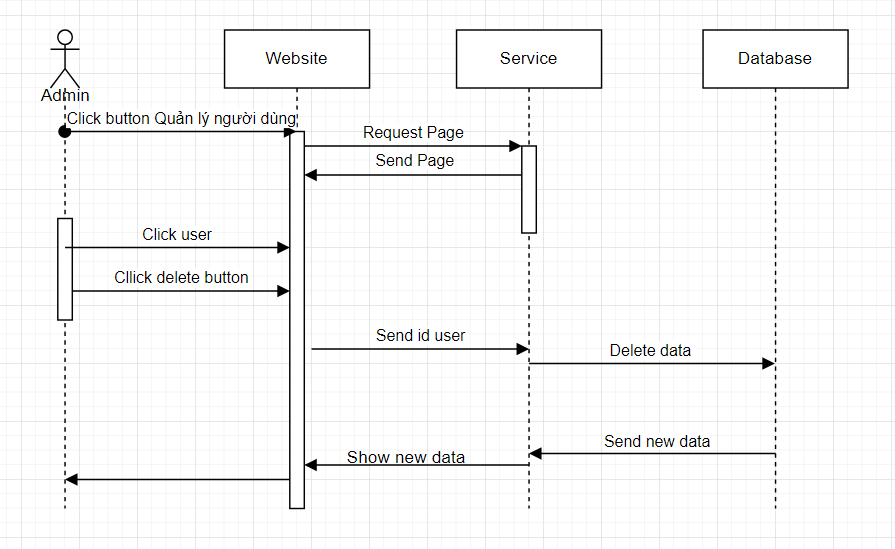 Website
Service
Database
Admin
Click button Quản lý người dùng
Request Page
Send Page
Click user
Cllick delete button
Send id user
Delete data
Send new data
Show new data